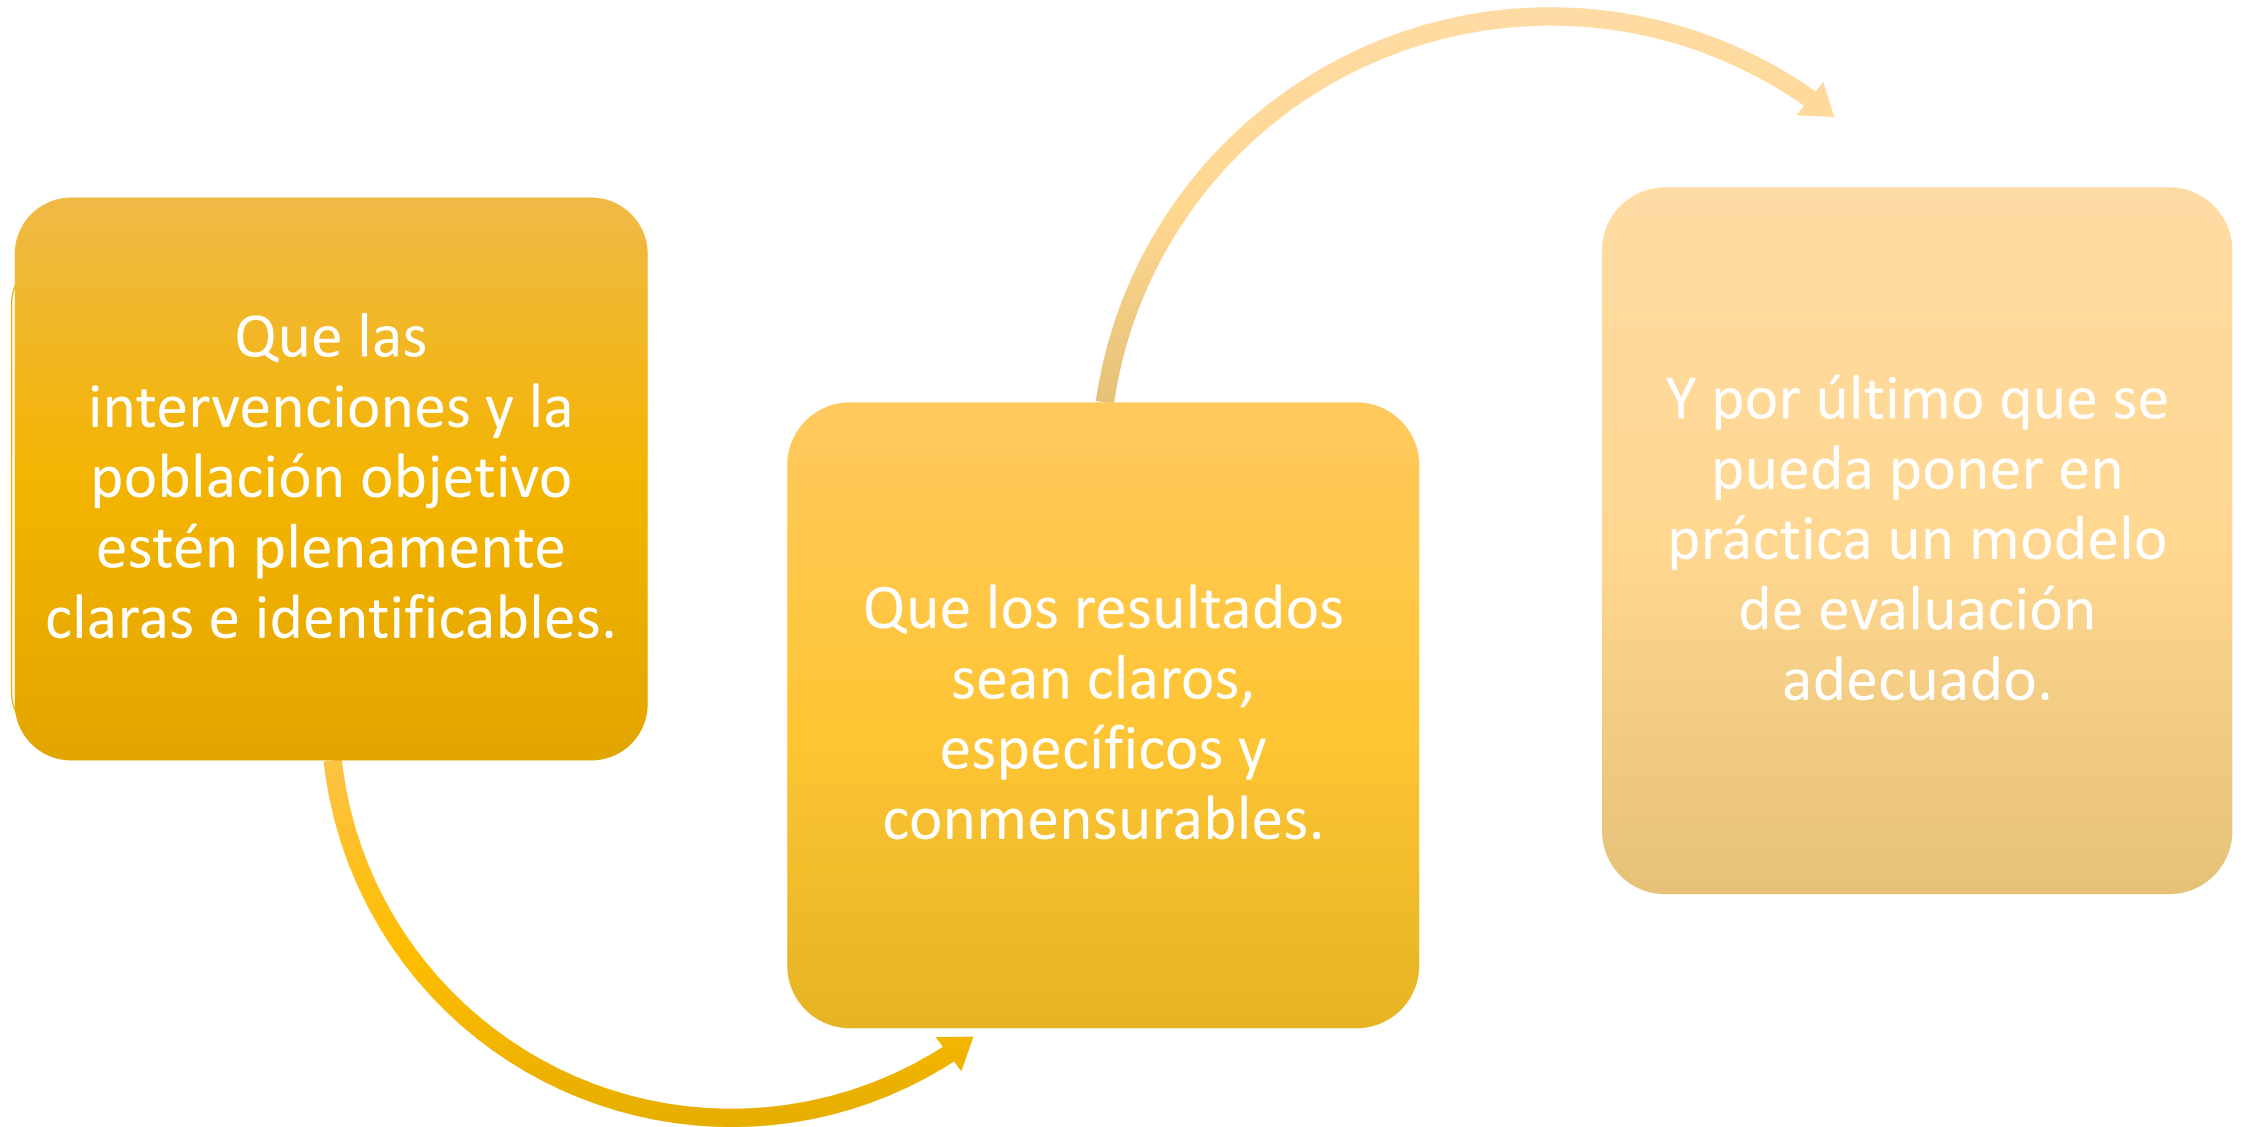 Que las
intervenciones y la
población objetivo
estén plenamente
claras e identificables.
Que los resultados
sean claros,
específicos y
conmensurables.
Y por último que se
pueda poner en
práctica un modelo
de evaluación
adecuado.